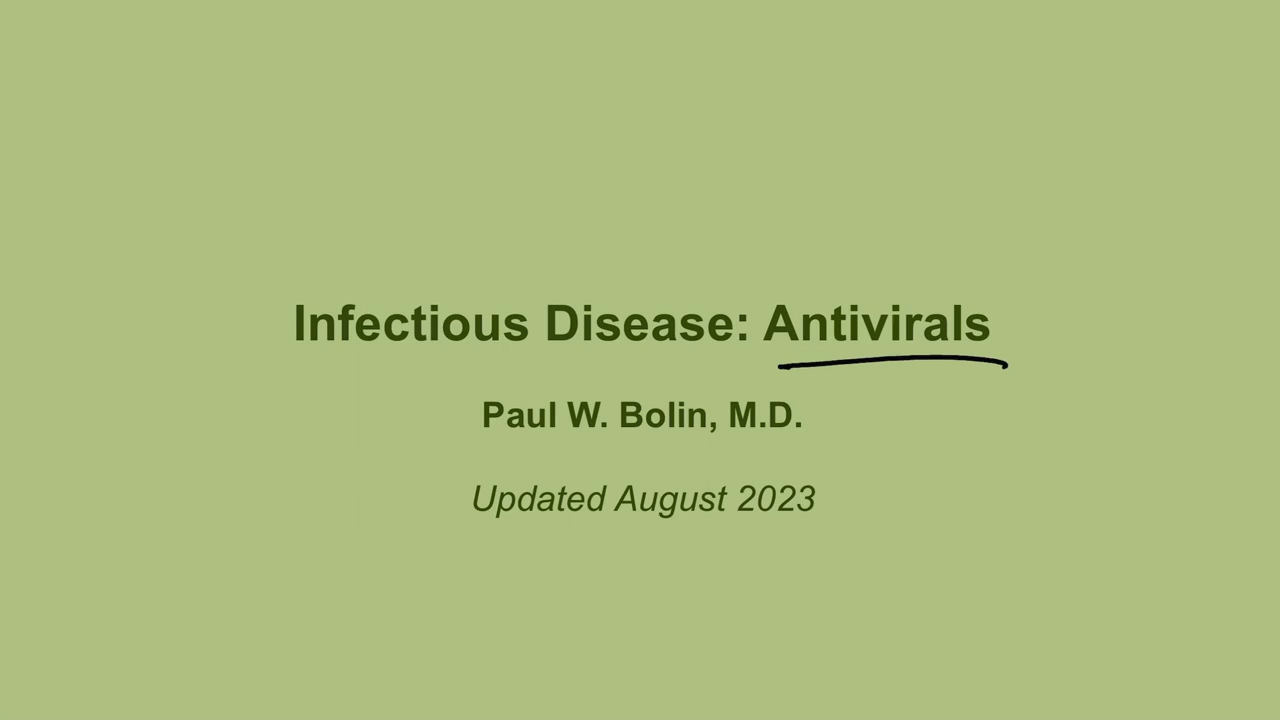 Infectious Disease: Antivirals
Paul W. Bolin, M.D.
Updated August 2023